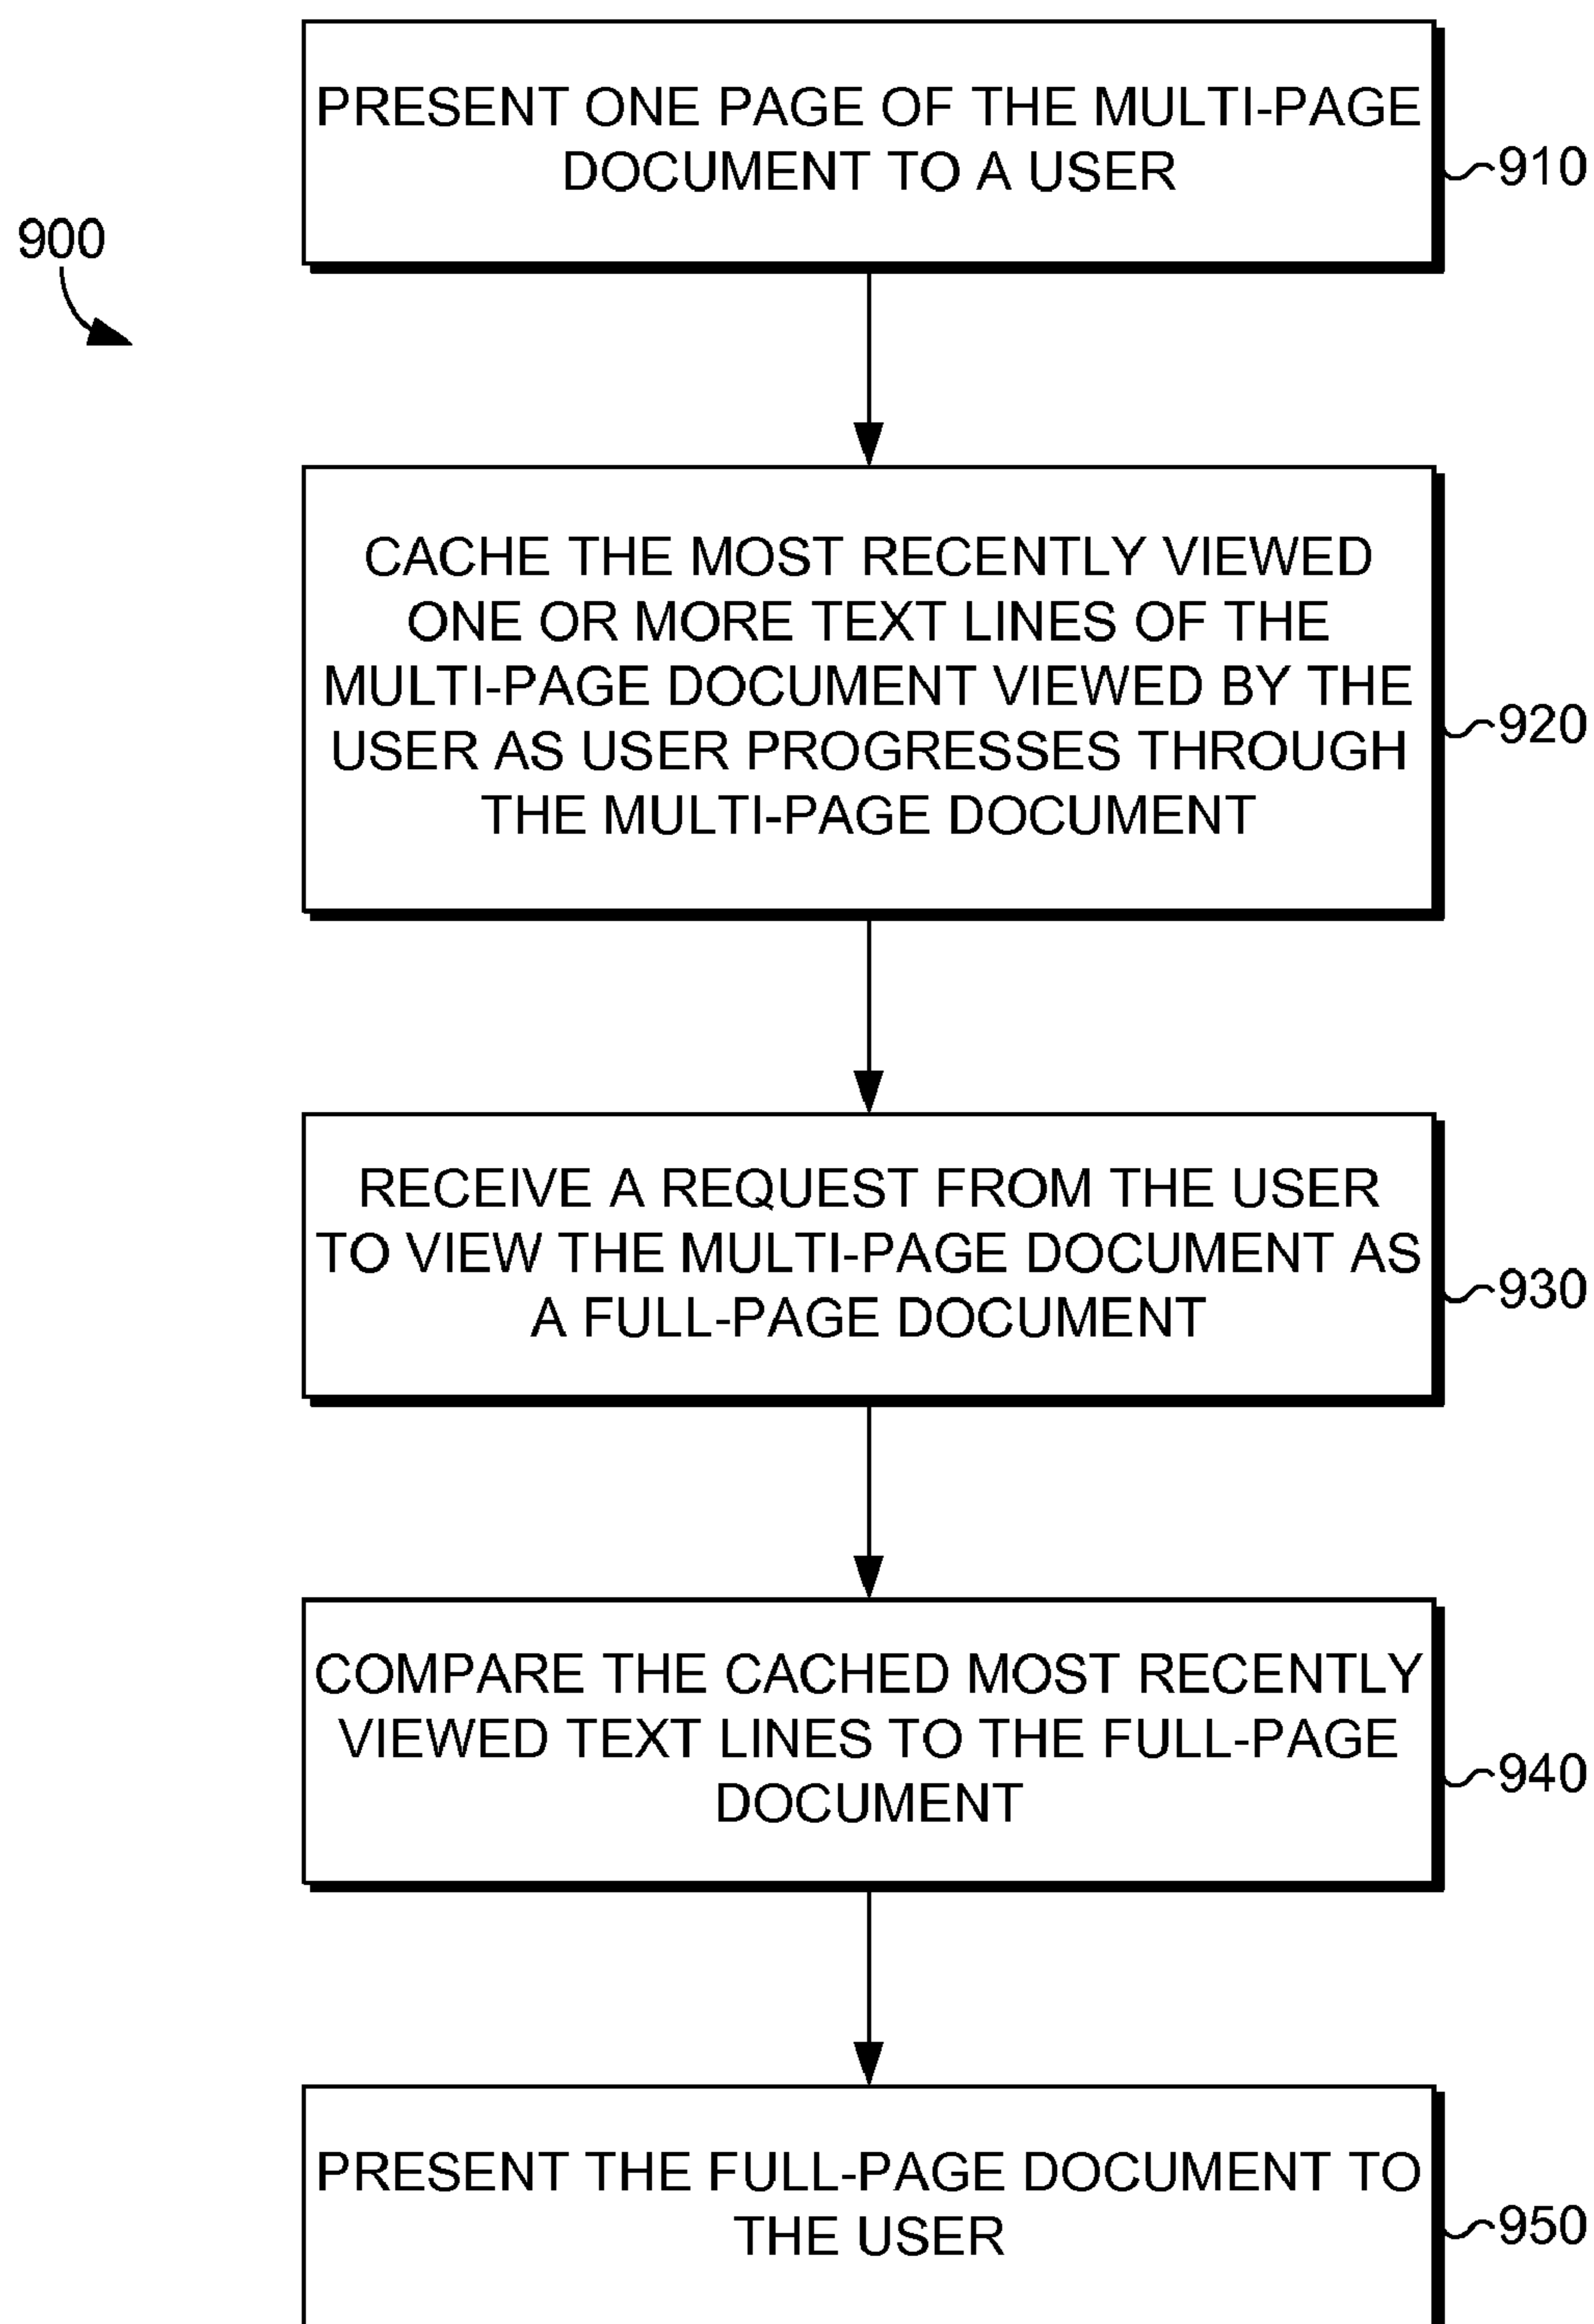 PRESENT ONE PAGE OF THE MULTI-PAGE
DOCUMENT TO A USER
910
900
CACHE THE MOST RECENTLY VIEWED
ONE OR MORE TEXT LINES OF THE
MULTI-PAGE DOCUMENT VIEWED BY THE
USER AS USER PROGRESSES THROUGH
THE MULTI-PAGE DOCUMENT
920
RECEIVE A REQUEST FROM THE USER
TO VIEW THE MULTI-PAGE DOCUMENT AS
A FULL-PAGE DOCUMENT
930
COMPARE THE CACHED MOST RECENTLY
VIEWED TEXT LINES TO THE FULL-PAGE
DOCUMENT
940
PRESENT THE FULL-PAGE DOCUMENT TO
THE USER
950